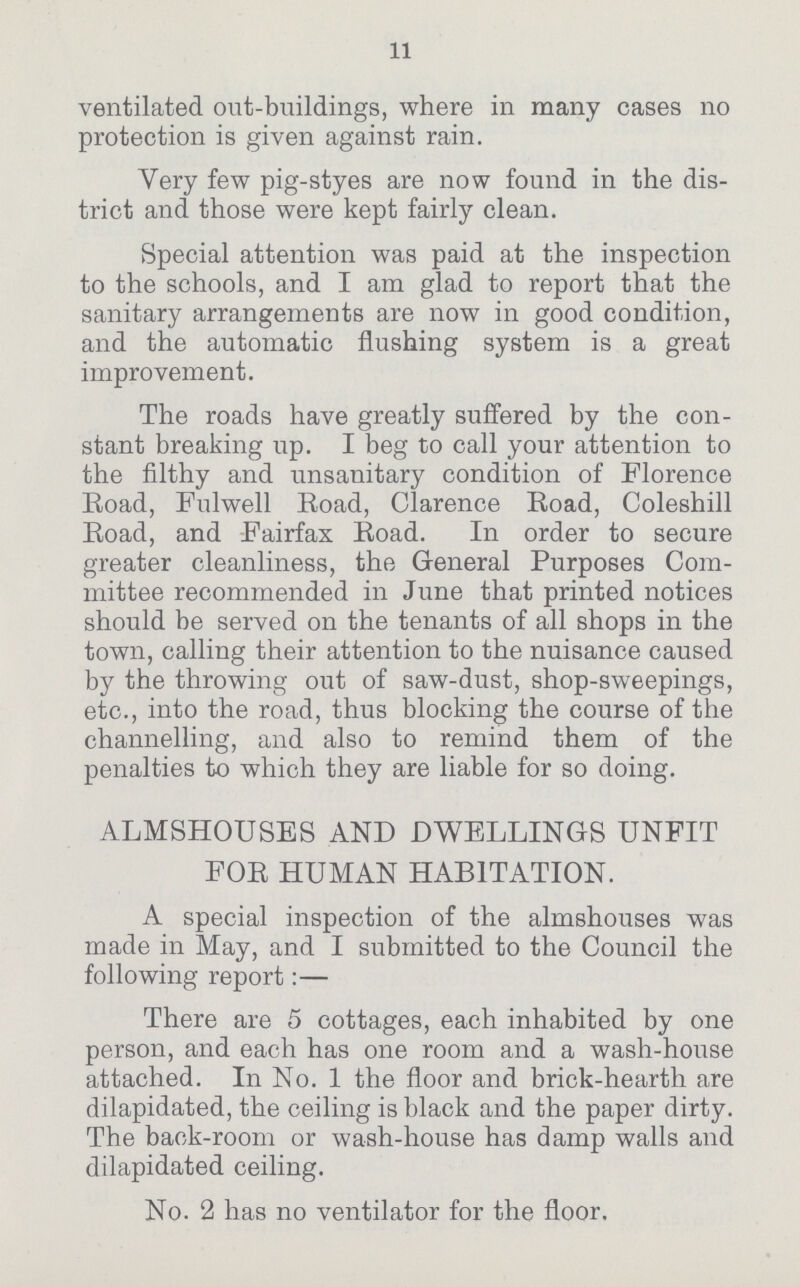 11
ventilated out-buildings, where in many cases no
protection is given against rain.
Very few pig-styes are now found in the dis-
trict and those were kept fairly clean.
Special attention was paid at the inspection
to the schools, and I am glad to report that the
sanitary arrangements are now in good condition,
and the automatic flushing system is a great
improvement.
The roads have greatly suffered by the con-
stant breaking up. I beg to call your attention to
the filthy and unsanitary condition of Florence
Road, Fulwell Road, Clarence Road, Coleshill
Road, and Fairfax Road. In order to secure
greater cleanliness, the General Purposes Com-
mittee recommended in June that printed notices
should be served on the tenants of all shops in the
town, calling their attention to the nuisance caused
by the throwing out of saw-dust, shop-sweepings,
etc., into the road, thus blocking the course of the
channelling, and also to remind them of the
penalties to which they are liable for so doing.
ALMSHOUSES AND DWELLINGS UNFIT
FOR HUMAN HABITATION.
A special inspection of the almshouses was
made in May, and I submitted to the Council the
following report :—
There are 5 cottages, each inhabited by one
person, and each has one room and a wash-house
attached. In No. 1 the floor and brick-hearth are
dilapidated, the ceiling is black and the paper dirty.
The back-room or wash-house has damp walls and
dilapidated ceiling.
No. 2 has no ventilator for the floor.